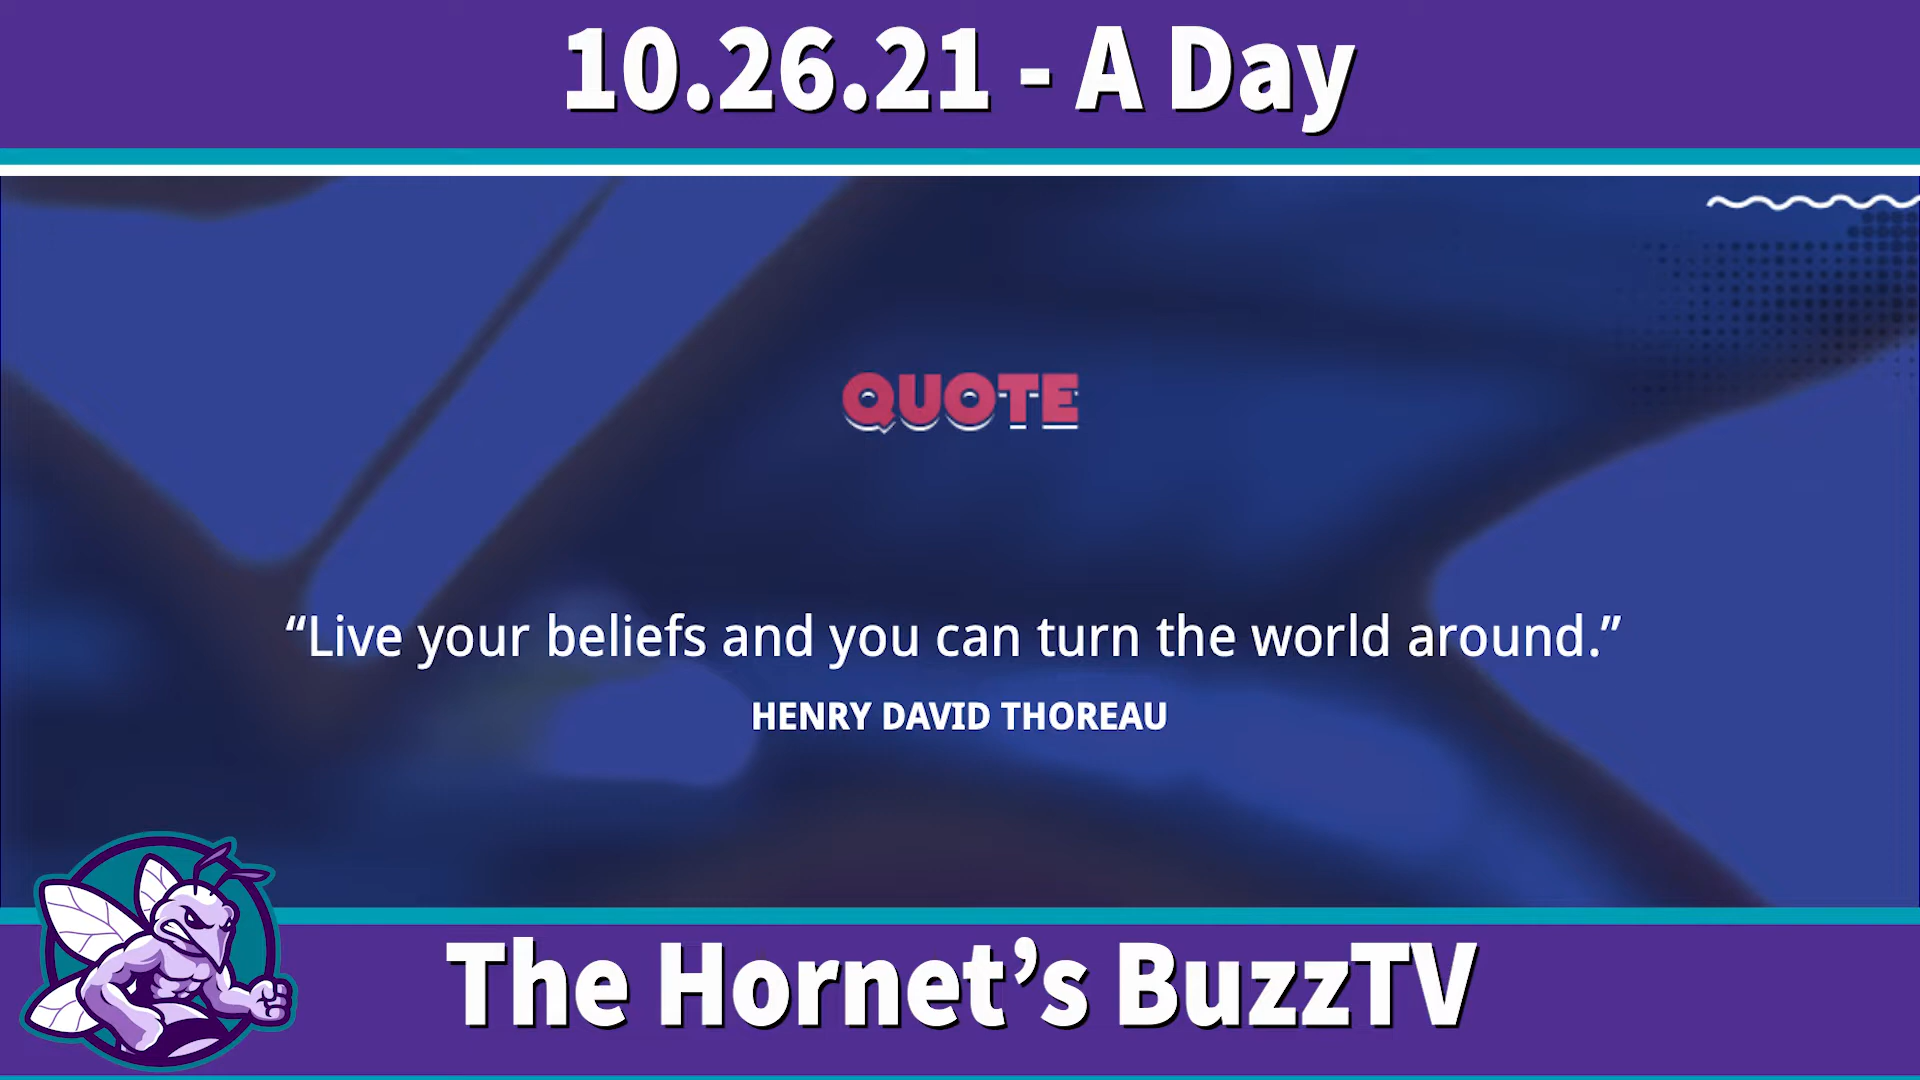 10.26.21 - A Day
QUOTE
“Live your beliefs and you can turn the world around.”
HENRY DAVID THOREAU
The Hornet’s BuzzTV